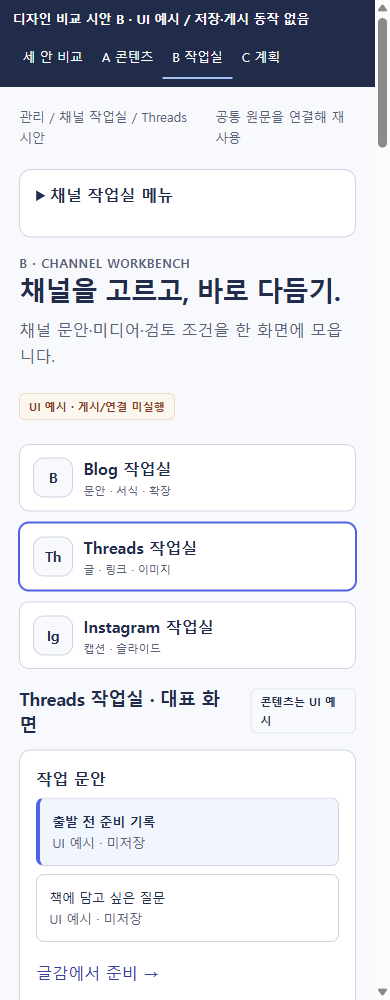 디자인 비교 시안 B · UI 예시 / 저장·게시 동작 없음
세 안 비교 A 콘텐츠 B 작업실 C 계획
관리 / 채널 작업실 / Threads
시안
공통 원문을 연결해 재
사용
▶ 채널 작업실 메뉴
B · CHANNEL WORKBENCH
채널을 고르고, 바로 다듬기.
채널 문안·미디어·검토 조건을 한 화면에 모읍
니다.
UI 예시 · 게시/연결 미실행
B
Blog 작업실
문안 · 서식 · 확장
Th
Threads 작업실
글 · 링크 · 이미지
Ig
Instagram 작업실
캡션 · 슬라이드
Threads 작업실 · 대표 화
면
콘텐츠는 UI 예
시
작업 문안
출발 전 준비 기록
UI 예시 · 미저장
책에 담고 싶은 질문
UI 예시 · 미저장
글감에서 준비 →